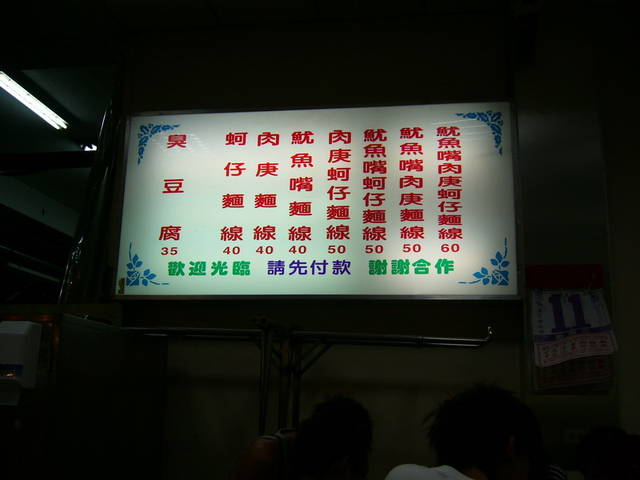 臭豆腐 35
蚵仔麵線 40
肉庚麵線 40
魷魚嘴麵線 40
肉庚蚵仔麵線 50
魷魚嘴蚵仔麵線 50
魷魚嘴肉庚麵線 50
魷魚嘴肉庚蚵仔麵線 60
歡迎光臨 請先付款 謝謝合作
11